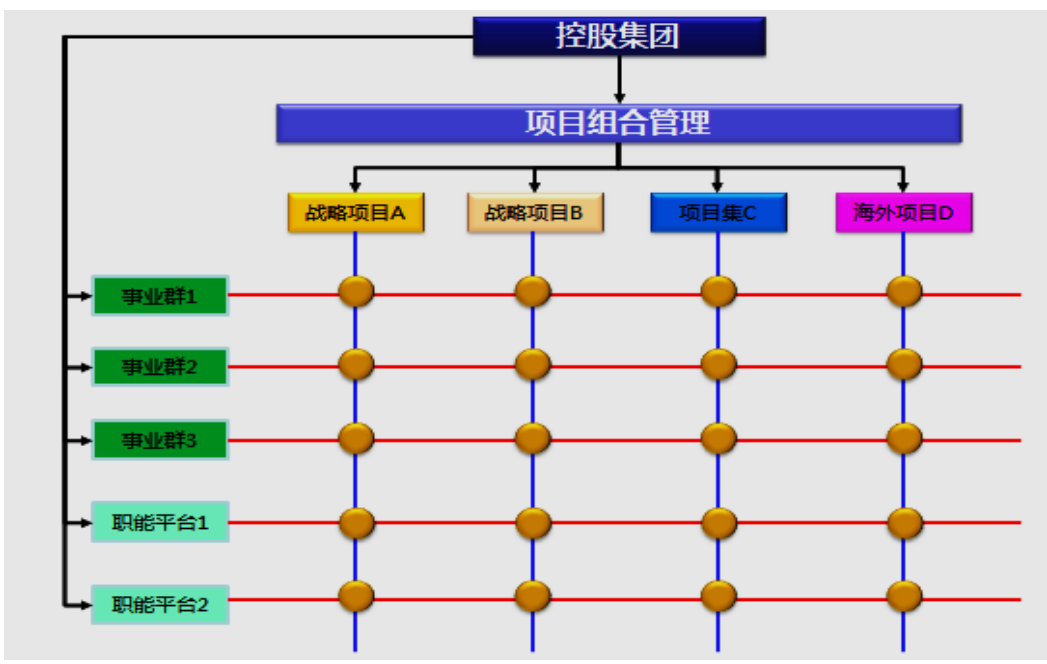 控股集团
项目组合管理
战略项目A
战略项目B
项目集C
海外项目D
事业群1
事业群2
事业群3
职能平台1
职能平台2